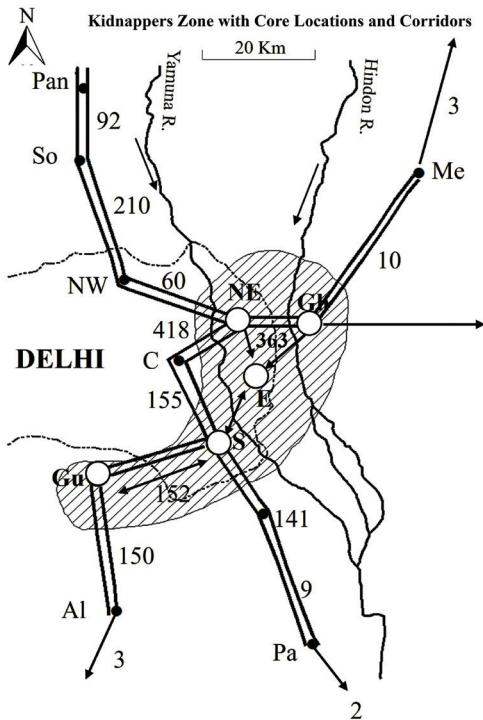 Kidnappers Zone with Core Locations and Corridors
N
20 Km
Yamuna R.
Hindon R.
Pan
92
3
So
Me
210
10
NW
60
NE
Gh
418
363
DELHI
C
E
155
S
Gu
152
141
150
9
Al
3
Pa
2